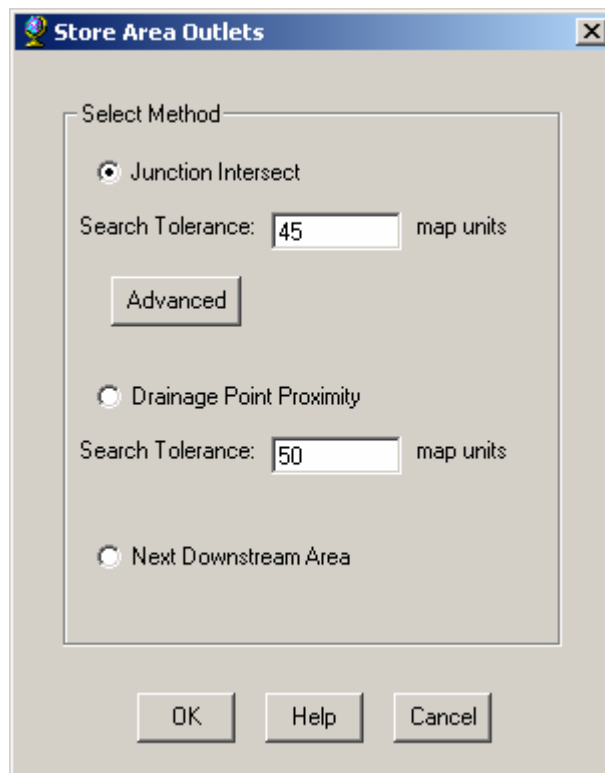 Store Area Outlets
Select Method
Junction Intersect
Search Tolerance: 45 map units
Advanced
Drainage Point Proximity
Search Tolerance: 50 map units
Next Downstream Area
OK Help Cancel